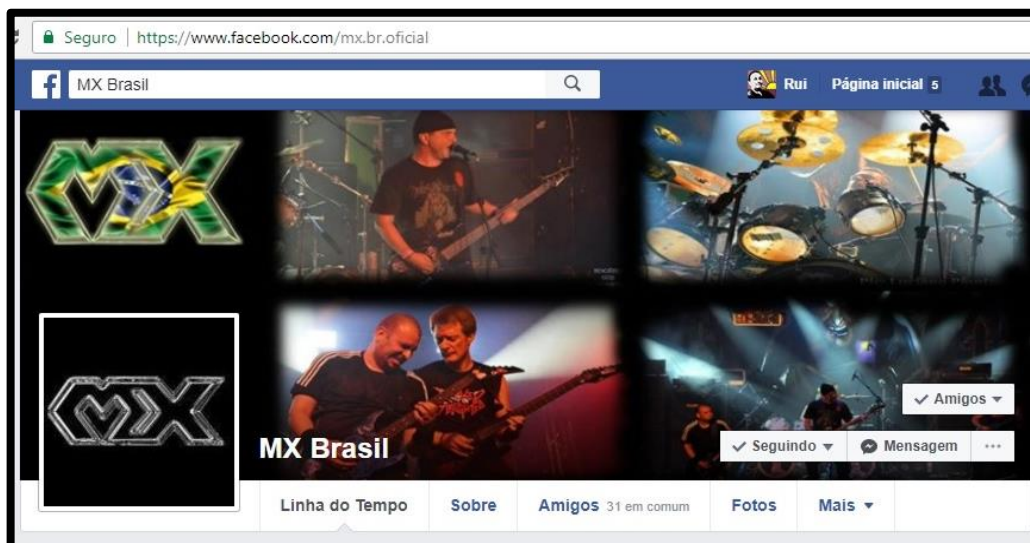 Seguro | https://www.facebook.com/mx.br.oficial
f MX Brasil Rui Página inicial 5
MX
MX
MX Brasil
Amigos
Seguindo Mensagem ...
Linha do Tempo Sobre Amigos 31 em comum Fotos Mais